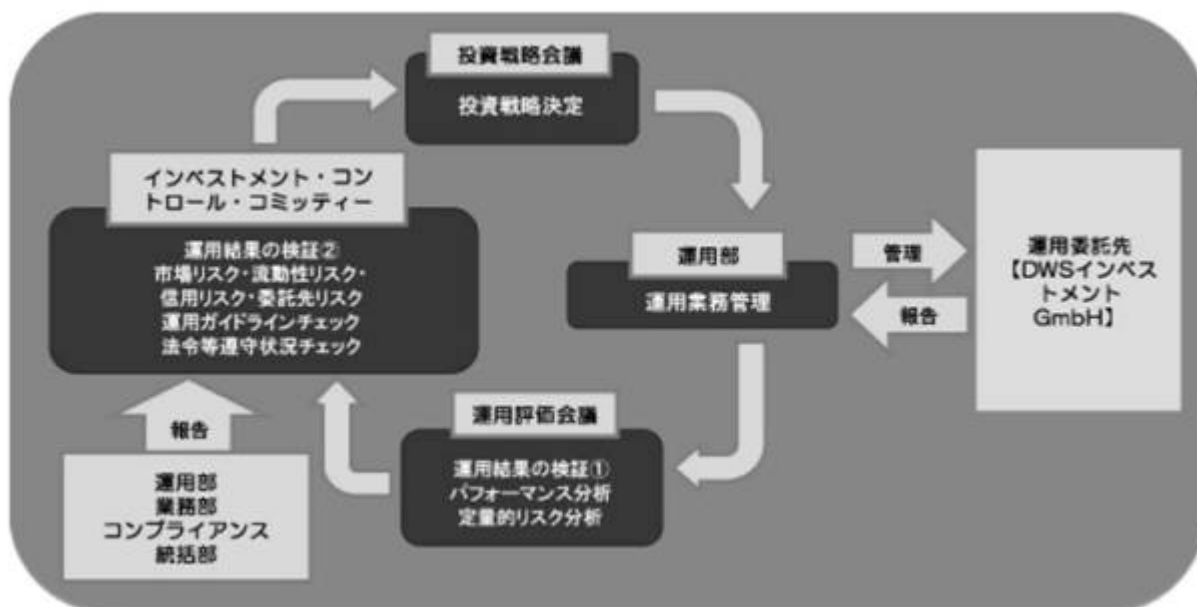 投資戦略会議
投資戦略決定
インベストメント・コン
トロール・コミッティー
運用結果の検証②
市場リスク・流動性リスク・
信用リスク・委託先リスク
運用ガイドラインチェック
法令等遵守状況チェック
運用部
運用業務管理
管理
報告
運用委託先
【DWSインベス
トメント
GmbH】
運用評価会議
運用結果の検証①
パフォーマンス分析
定量的リスク分析
報告
運用部
業務部
コンプライアンス
統括部